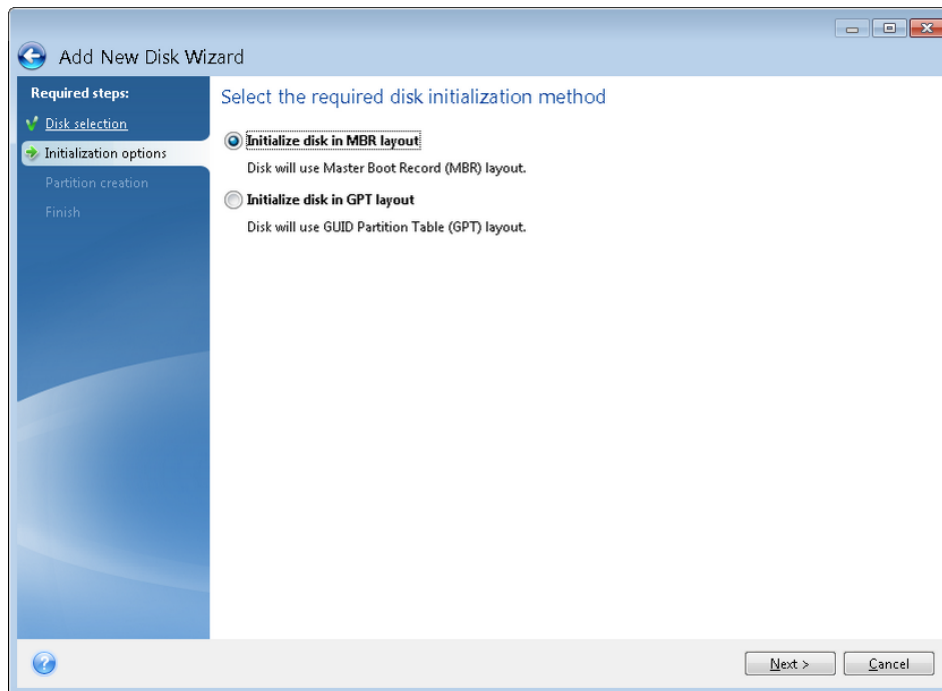 Add New Disk Wizard
Required steps:
Disk selection
Initialization options
Partition creation
Finish
Select the required disk initialization method
Initialize disk in MBR layout
Disk will use Master Boot Record (MBR) layout.
Initialize disk in GPT layout
Disk will use GUID Partition Table (GPT) layout.
?
Next >
Cancel